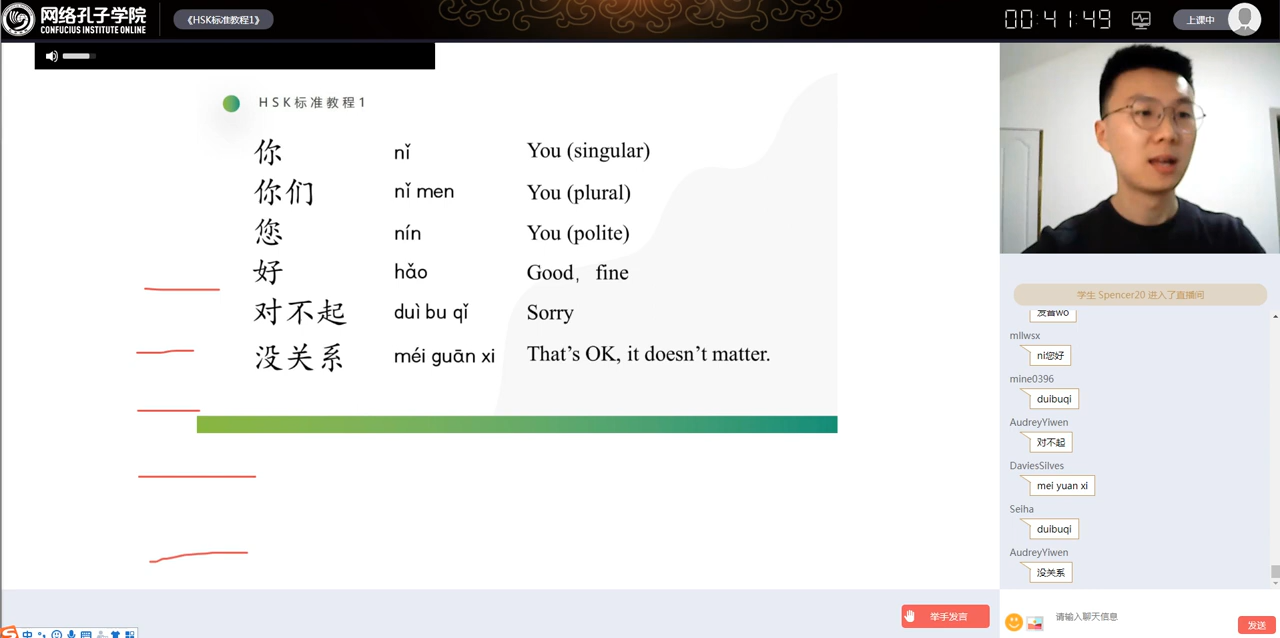 网络孔子学院
CONFUCIUS INSTITUTE ONLINE
《HSK标准教程1》
00:41:49
上课中
HSK标准教程1
你 nǐ You (singular)
你们 nǐ men You (plural)
您 nín You (polite)
好 hǎo Good, fine
对不起 duì bu qǐ Sorry
没关系 méi guān xi That's OK, it doesn't matter.
学生 Spencer20 进入了直播间
发音wo
mllwsx
ni您好
mine0396
duibuqi
AudreyYiwen
对不起
DaviesSilves
mei yuan xi
Seiha
duibuqi
AudreyYiwen
没关系
举手发言
请输入聊天信息
发送
中